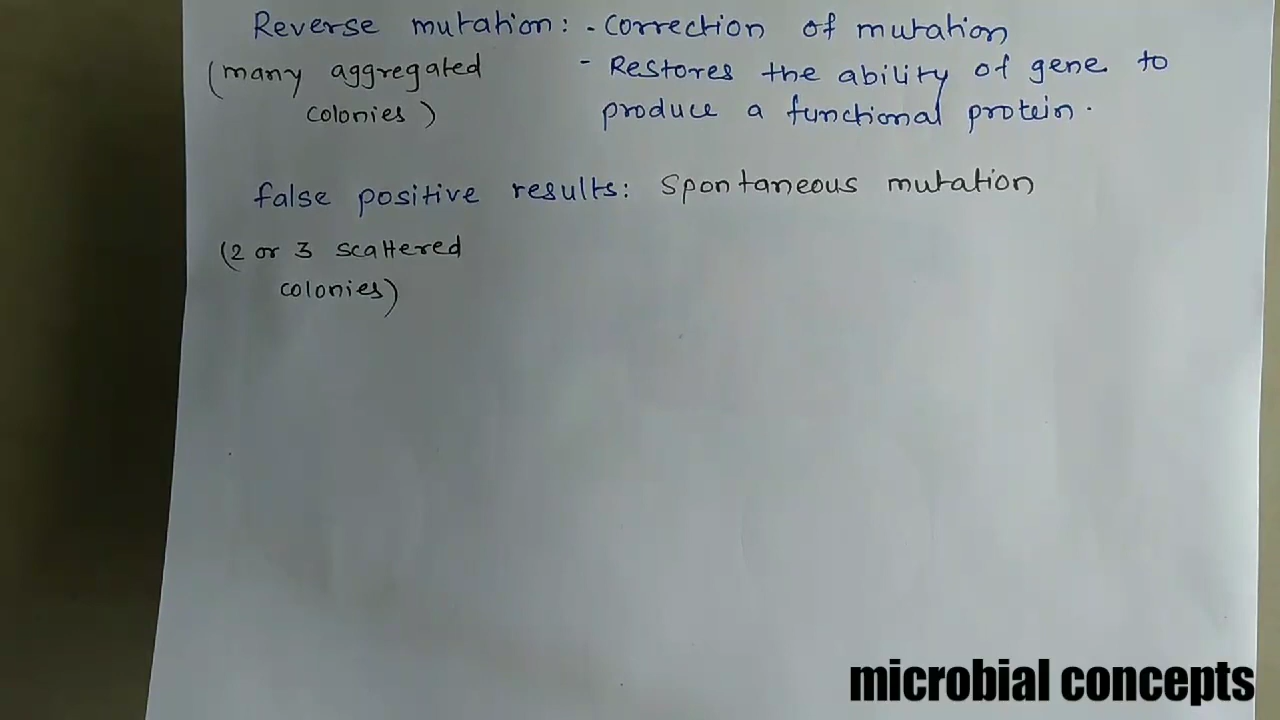 Reverse mutation: - Correction of mutation
(many aggregated colonies) - Restores the ability of gene to
produce a functional protein.
false positive results: Spontaneous mutation
(2 or 3 scattered
colonies)
microbial concepts